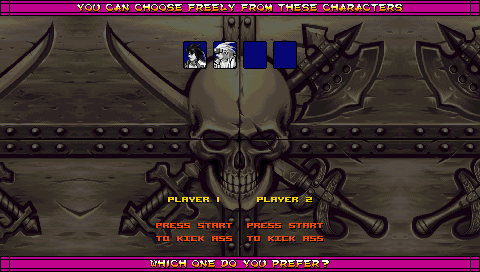 YOU CAN CHOOSE FREELY FROM THESE CHARACTERS
PLAYER 1 PLAYER 2
PRESS START PRESS START
TO KICK ASS TO KICK ASS
WHICH ONE DO YOU PREFER?